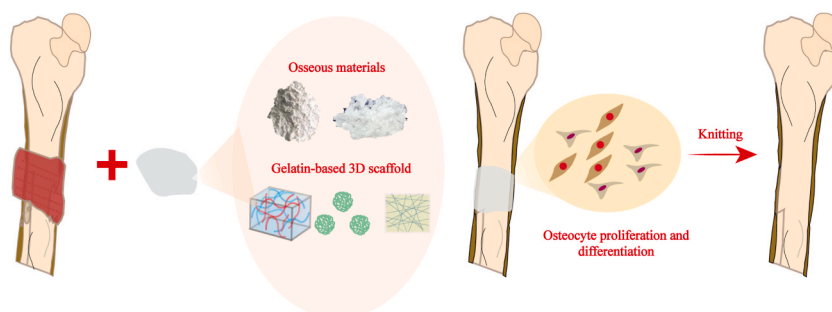 Osseous materials
Gelatin-based 3D scaffold
Osteocyte proliferation and
differentiation
Knitting